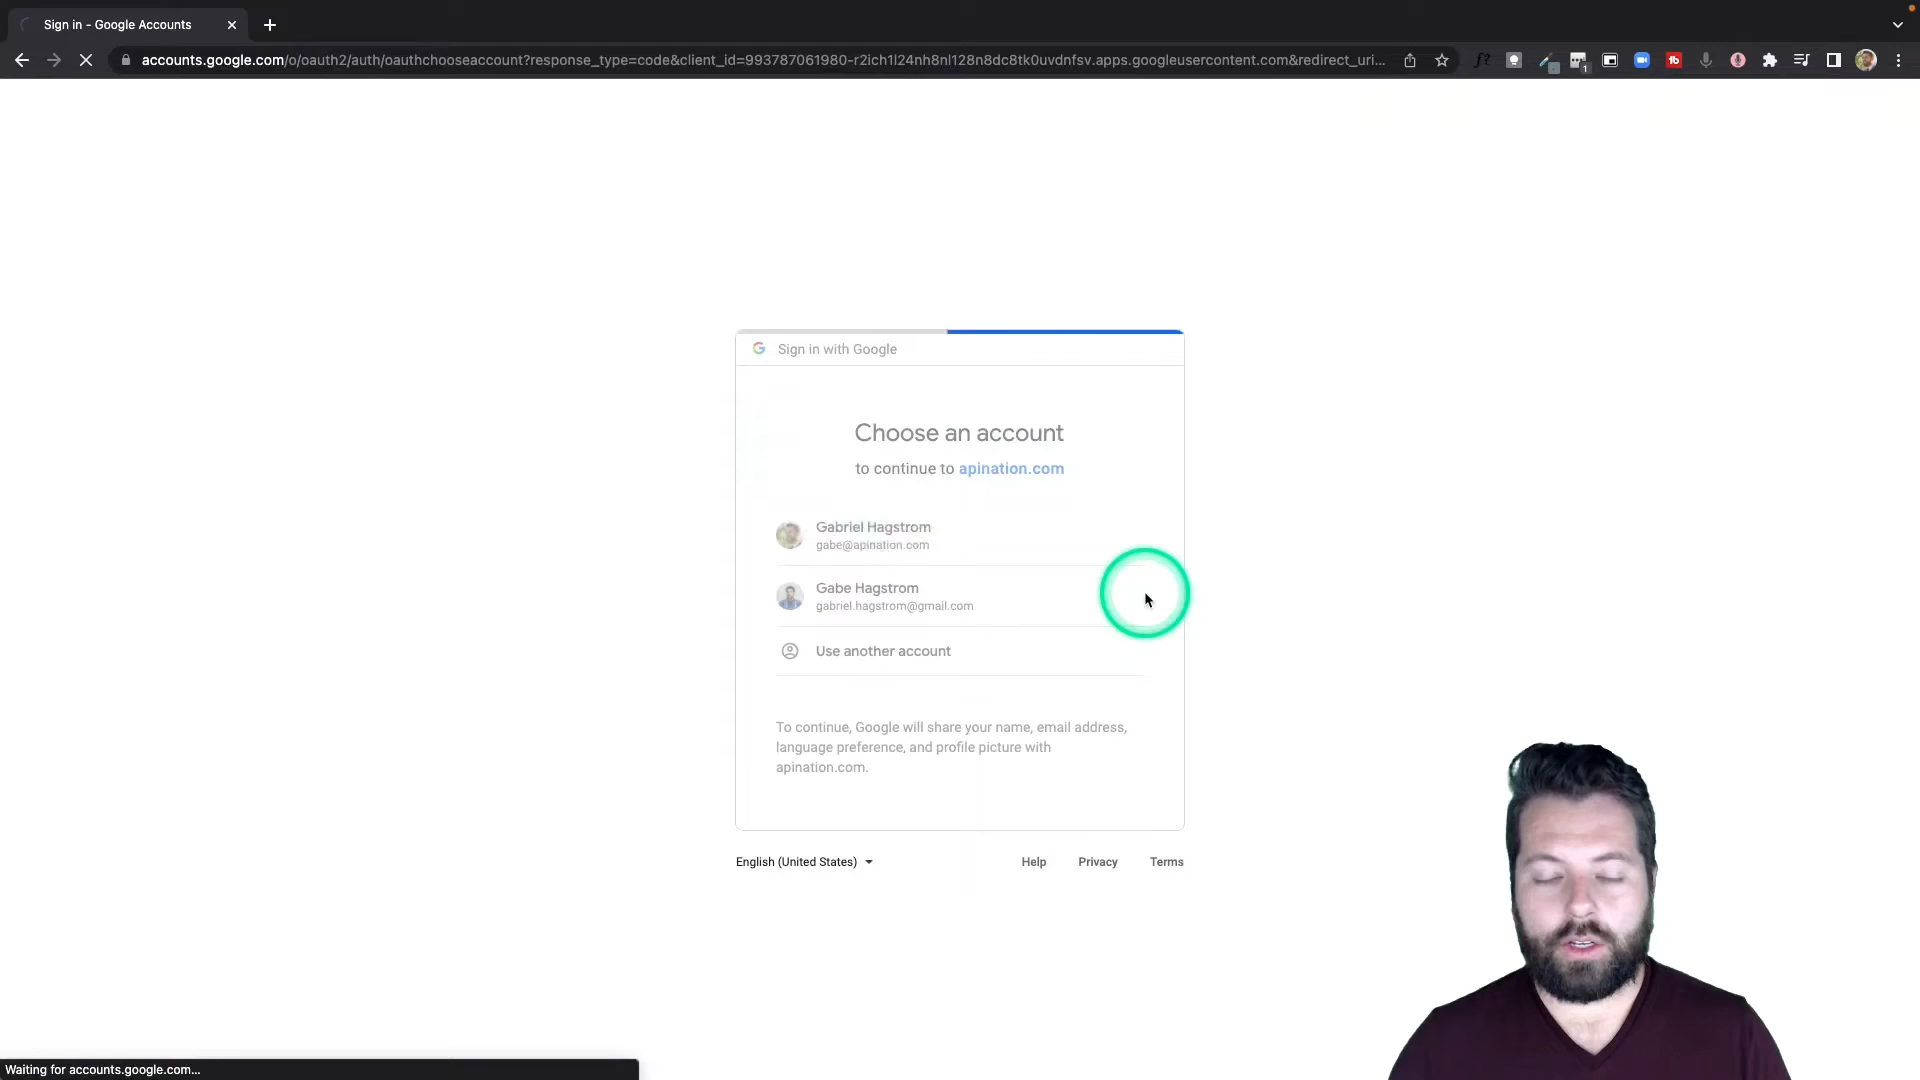 Sign in - Google Accounts
accounts.google.com/o/oauth2/auth/oauthchooseaccount?response_type=code&client_id=993787061980-r2ich1l24nh8nl128n8dc8tk0uvdnfsv.apps.googleusercontent.com&redirect_uri...
Sign in with Google
Choose an account
to continue to apination.com
Gabriel Hagstrom
gabe@apination.com
Gabe Hagstrom
gabriel.hagstrom@gmail.com
Use another account
To continue, Google will share your name, email address,
language preference, and profile picture with
apination.com.
English (United States)
Help
Privacy
Terms
Waiting for accounts.google.com...